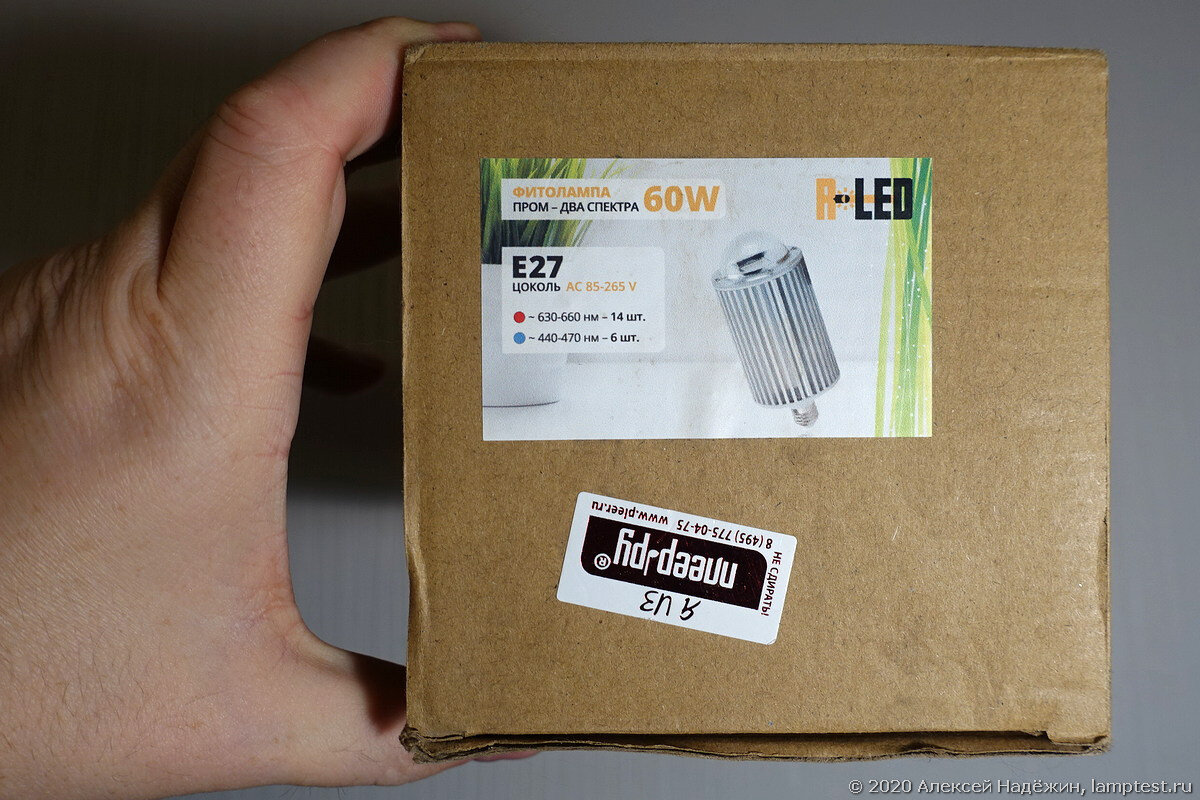 ФИТОЛАМПА
ПРОМ – ДВА СПЕКТРА 60W
R LED
E27
ЦОКОЛЬ AC 85-265 V
~ 630-660 нм – 14 шт.
~ 440-470 нм – 6 шт.
Я ИЗ
плеер.ру®
НЕ СДИРАТЬ!
8 (495) 775-04-75 www.pleer.ru
© 2020 Алексей Надёжин, lamptest.ru